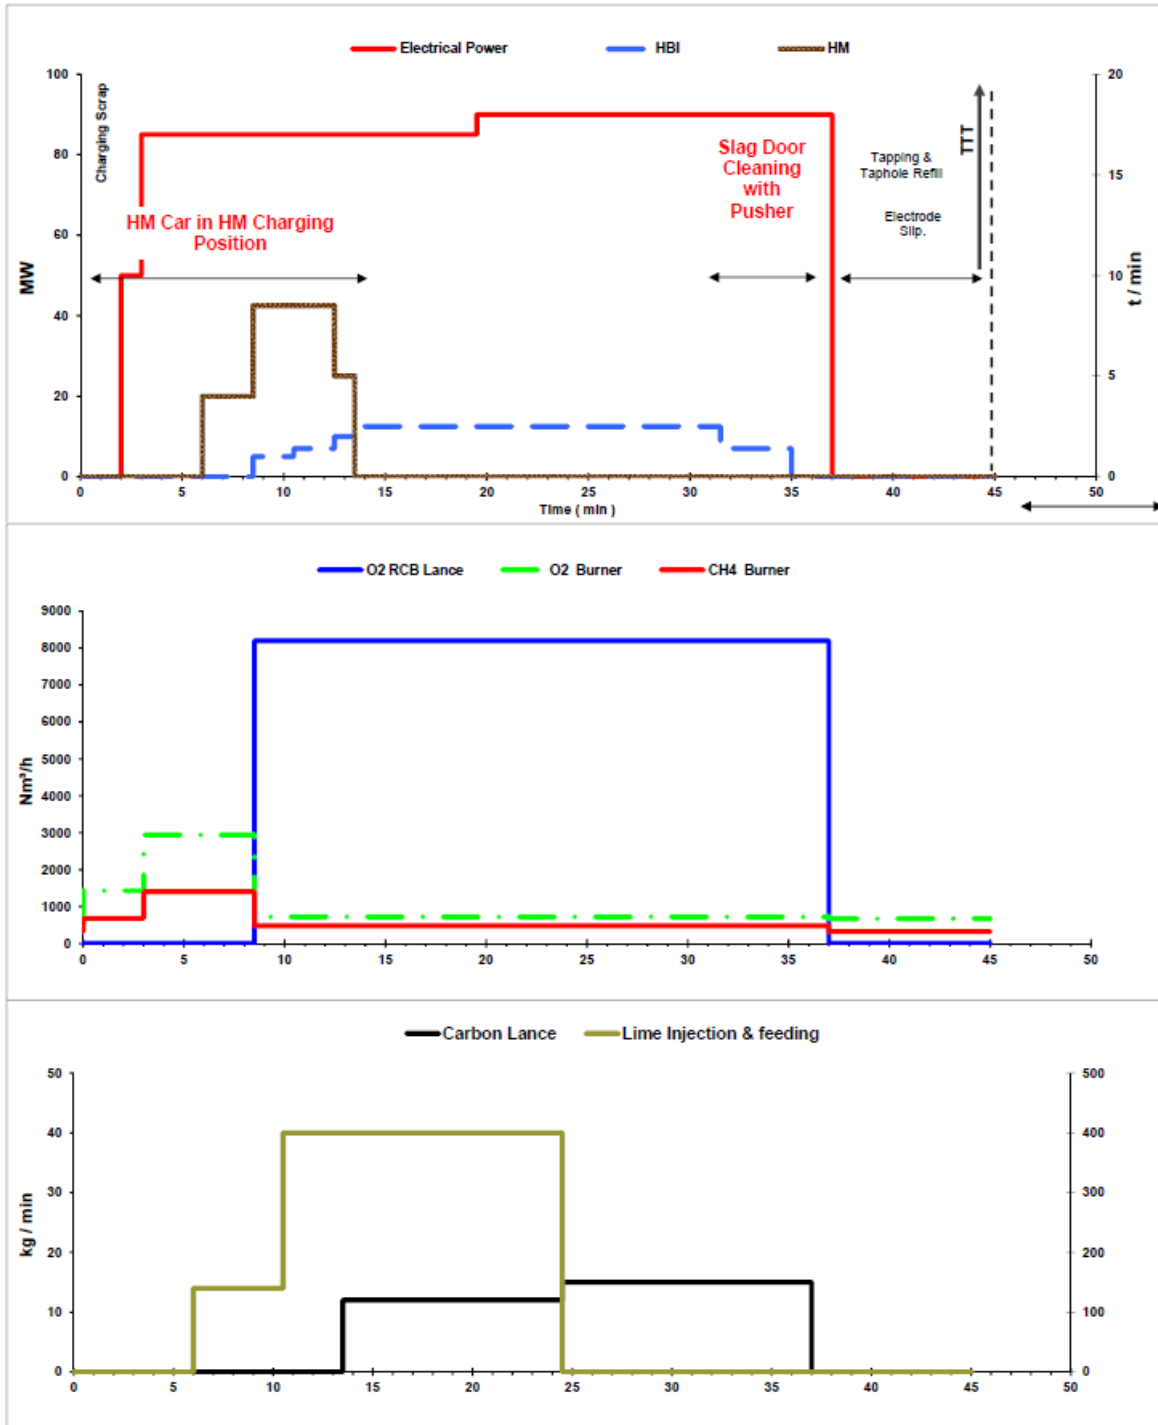 Electrical Power HBI HM
100 20
Charging Scrap
80 15
TTT
Slag Door
Cleaning
with
Pusher
Tapping &
Taphole Refill
Electrode
Slip.
HM Car in HM Charging
Position
60
MW
10
t / min
40
20 5
0 0
0 5 10 15 20 25 30 35 40 45 50
Time ( min )
O2 RCB Lance O2 Burner CH4 Burner
9000
8000
7000
6000
5000
Nm³/h
4000
3000
2000
1000
0
0 5 10 15 20 25 30 35 40 45 50
Carbon Lance Lime Injection & feeding
50 500
40 400
30 300
kg / min
20 200
10 100
0 0
0 5 10 15 20 25 30 35 40 45 50